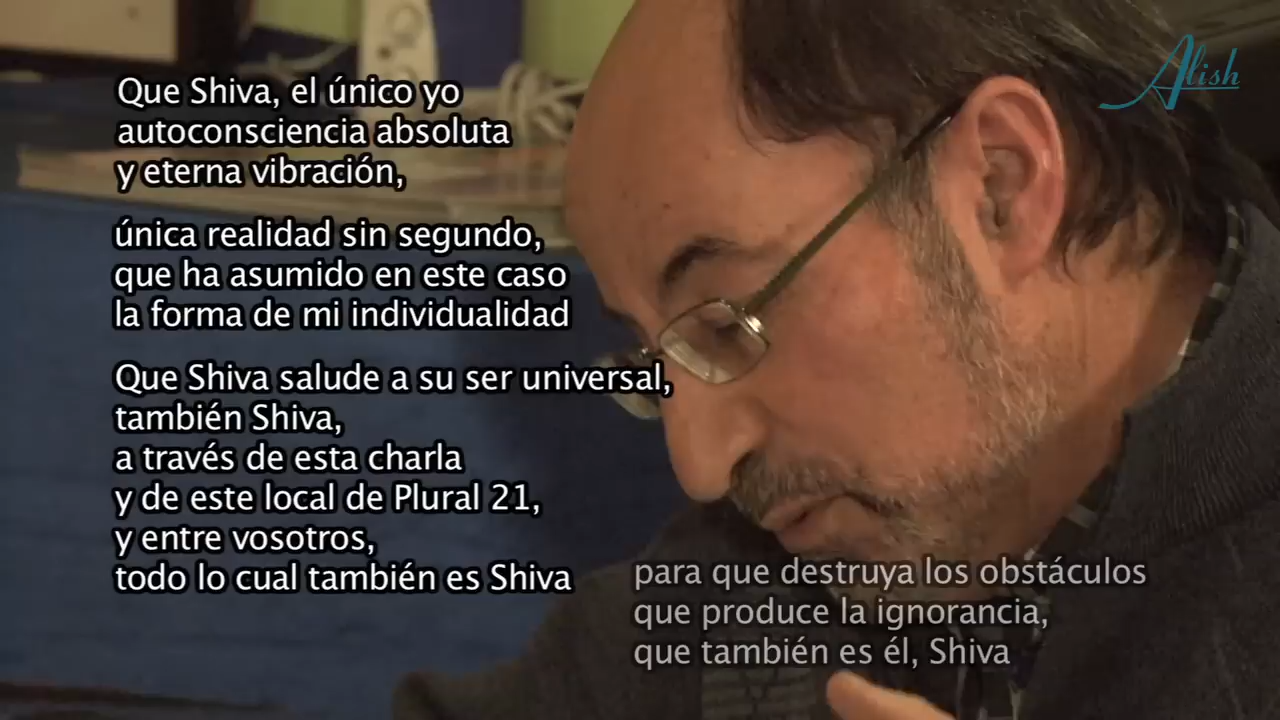 Alish
Que Shiva, el único yo
autoconsciencia absoluta
y eterna vibración,
única realidad sin segundo,
que ha asumido en este caso
la forma de mi individualidad
Que Shiva salude a su ser universal,
también Shiva,
a través de esta charla
y de este local de Plural 21,
y entre vosotros,
todo lo cual también es Shiva
para que destruya los obstáculos
que produce la ignorancia,
que también es él, Shiva